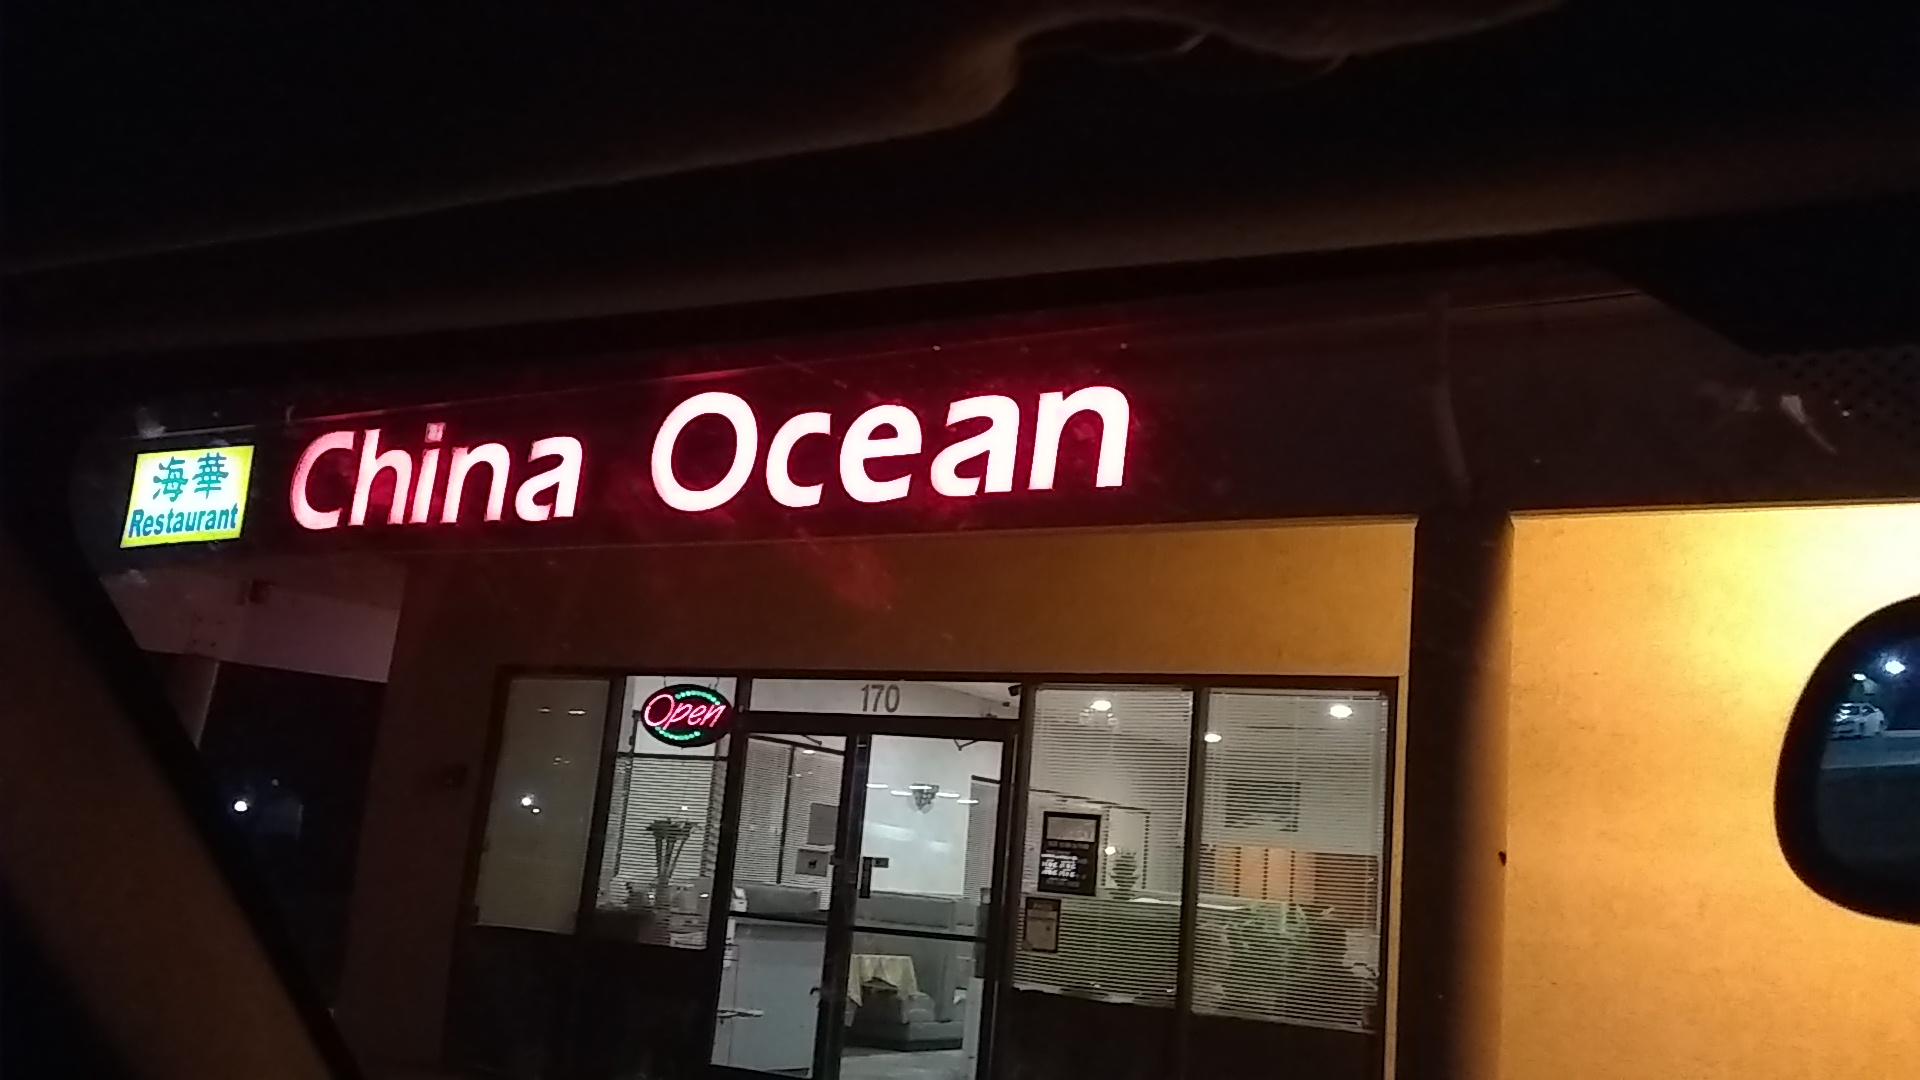 海華
Restaurant
China Ocean
Open
170